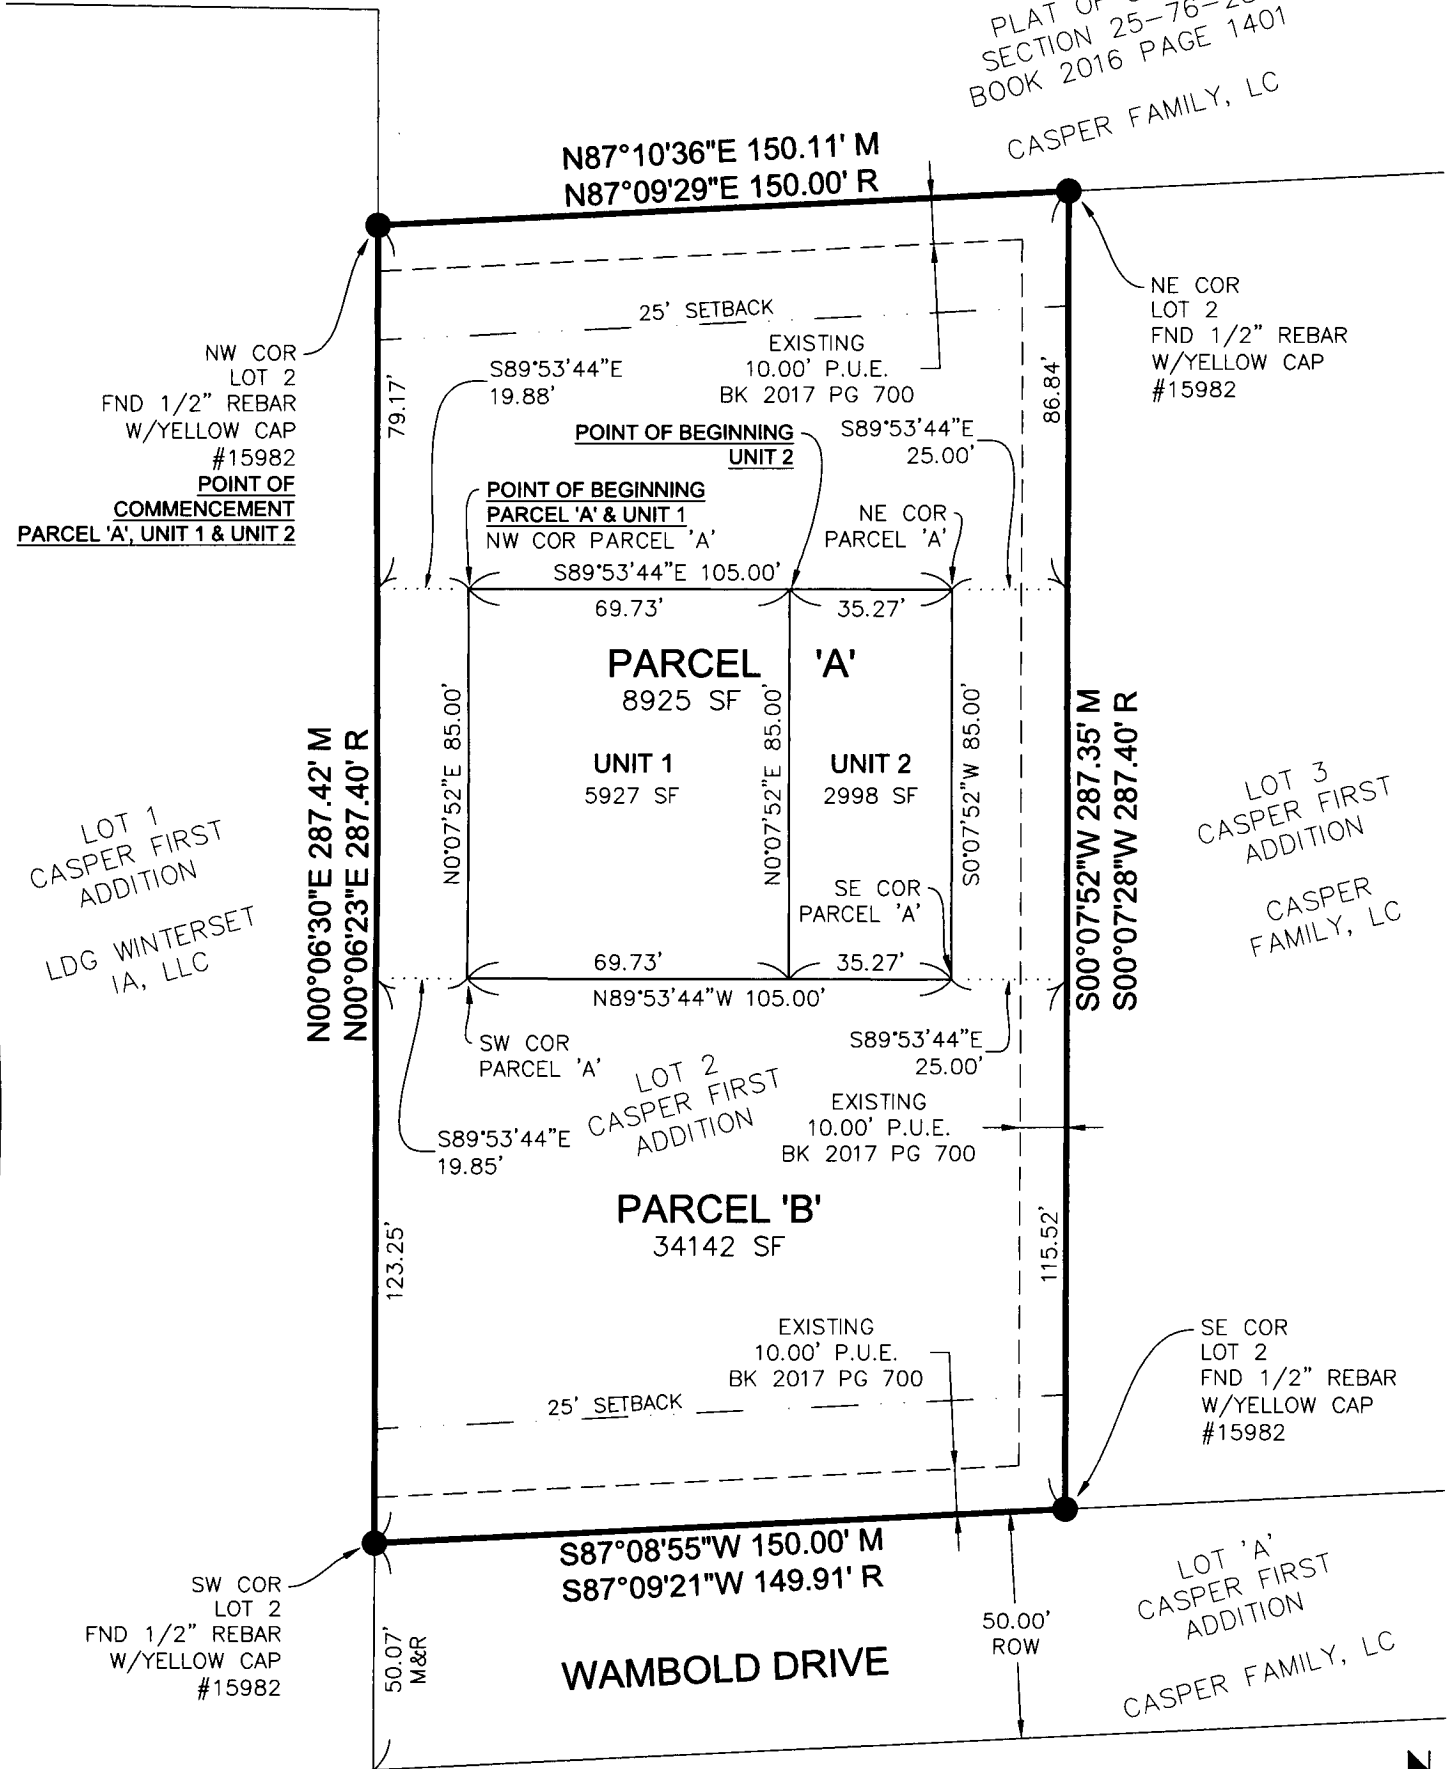 PLAT OF
SECTION 25-76-
BOOK 2016 PAGE 1401
CASPER FAMILY, LC
N87°10'36"E 150.11' M
N87°09'29"E 150.00' R
NE COR
LOT 2
FND 1/2" REBAR
W/YELLOW CAP
#15982
25' SETBACK
EXISTING
10.00' P.U.E.
BK 2017 PG 700
NW COR
LOT 2
FND 1/2" REBAR
W/YELLOW CAP
#15982
POINT OF
COMMENCEMENT
PARCEL 'A', UNIT 1 & UNIT 2
79.17'
S89°53'44"E
19.88'
86.84'
POINT OF BEGINNING
UNIT 2
S89°53'44"E
25.00'
POINT OF BEGINNING
PARCEL 'A' & UNIT 1
NW COR PARCEL 'A'
NE COR
PARCEL 'A'
S89°53'44"E 105.00'
69.73'
35.27'
PARCEL 'A'
8925 SF
N0°07'52"E 85.00'
UNIT 1
5927 SF
N0°07'52"E 85.00'
UNIT 2
2998 SF
S0°07'52"W 85.00'
N00°06'30"E 287.42' M
N00°06'23"E 287.40' R
S00°07'52"W 287.35' M
S00°07'28"W 287.40' R
LOT 1
CASPER FIRST
ADDITION
LDG WINTERSET
IA, LLC
LOT 3
CASPER FIRST
ADDITION
CASPER
FAMILY, LC
SE COR
PARCEL 'A'
69.73'
35.27'
N89°53'44"W 105.00'
SW COR
PARCEL 'A'
S89°53'44"E
25.00'
LOT 2
CASPER FIRST
ADDITION
S89°53'44"E
19.85'
EXISTING
10.00' P.U.E.
BK 2017 PG 700
PARCEL 'B'
34142 SF
123.25'
115.52'
EXISTING
10.00' P.U.E.
BK 2017 PG 700
25' SETBACK
SE COR
LOT 2
FND 1/2" REBAR
W/YELLOW CAP
#15982
S87°08'55"W 150.00' M
S87°09'21"W 149.91' R
SW COR
LOT 2
FND 1/2" REBAR
W/YELLOW CAP
#15982
50.07'
M&R
WAMBOLD DRIVE
50.00'
ROW
LOT 'A'
CASPER FIRST
ADDITION
CASPER FAMILY, LC